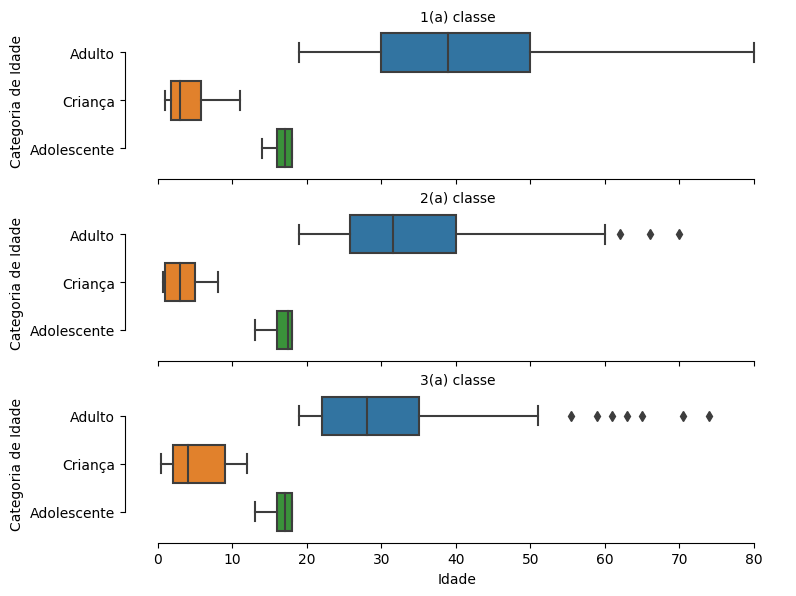 1(a) classe
Categoria de Idade
Adulto
Criança
Adolescente
2(a) classe
Categoria de Idade
Adulto
Criança
Adolescente
3(a) classe
Categoria de Idade
Adulto
Criança
Adolescente
0 10 20 30 40 50 60 70 80
Idade